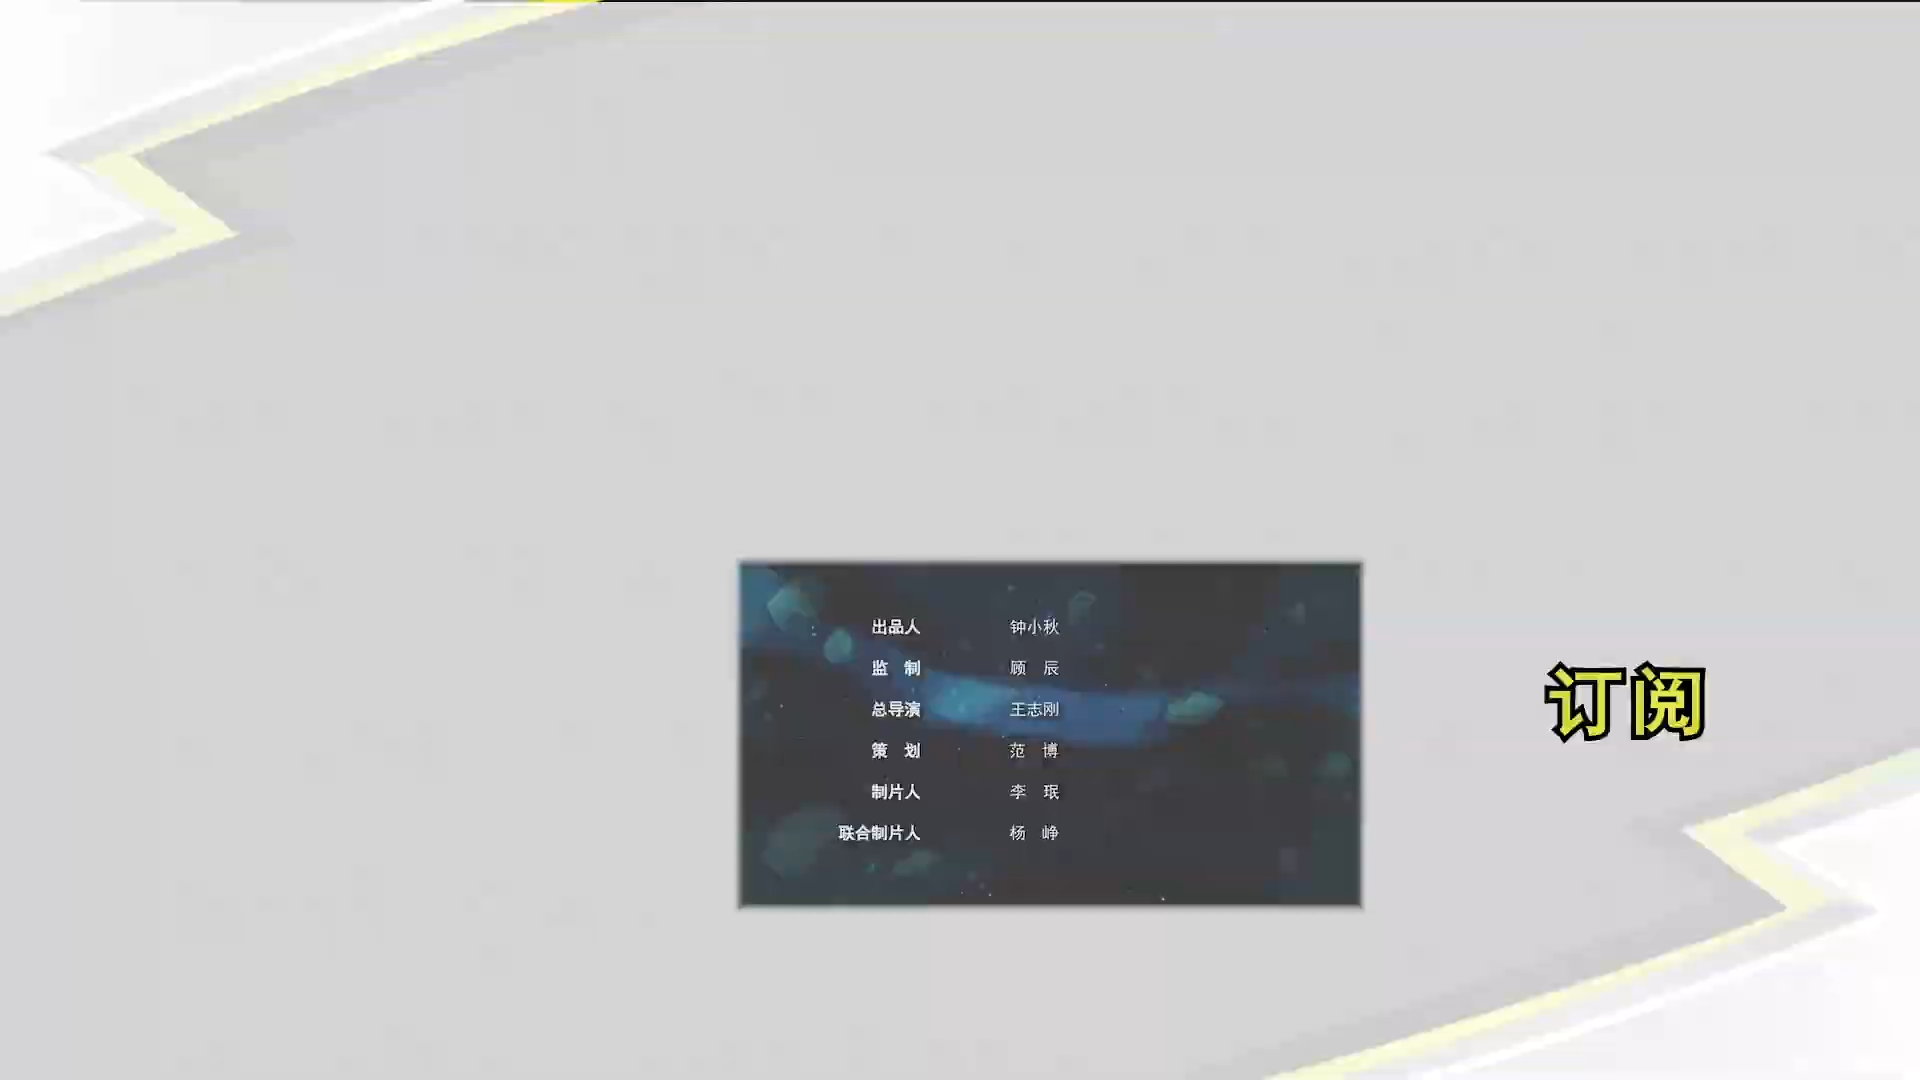 出品人 钟小秋
监 制 顾 辰
总导演 王志刚
策 划 范 博
制片人 李 珉
联合制片人 杨 峥
订阅